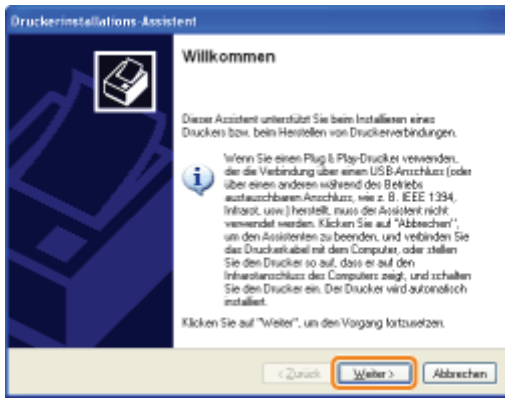 Druckerinstallations-Assistent
Willkommen
Dieser Assistent unterstützt Sie beim Installieren eines
Druckers bzw. beim Herstellen von Druckerverbindungen.
Wenn Sie einen Plug & Play-Drucker verwenden,
der die Verbindung über einen USB-Anschluss (oder
über einen anderen während des Betriebs
austauschbaren Anschluss, wie z. B. IEEE 1394,
Infrarot, usw.) herstellt, muss der Assistent nicht
verwendet werden. Klicken Sie auf "Abbrechen",
um den Assistenten zu beenden, und verbinden Sie
das Druckerkabel mit dem Computer, oder stellen
Sie den Drucker so auf, dass er auf den
Infrarotanschluss des Computers zeigt, und schalten
Sie den Drucker ein. Der Drucker wird automatisch
installiert.
Klicken Sie auf "Weiter", um den Vorgang fortzusetzen.
< Zurück Weiter > Abbrechen